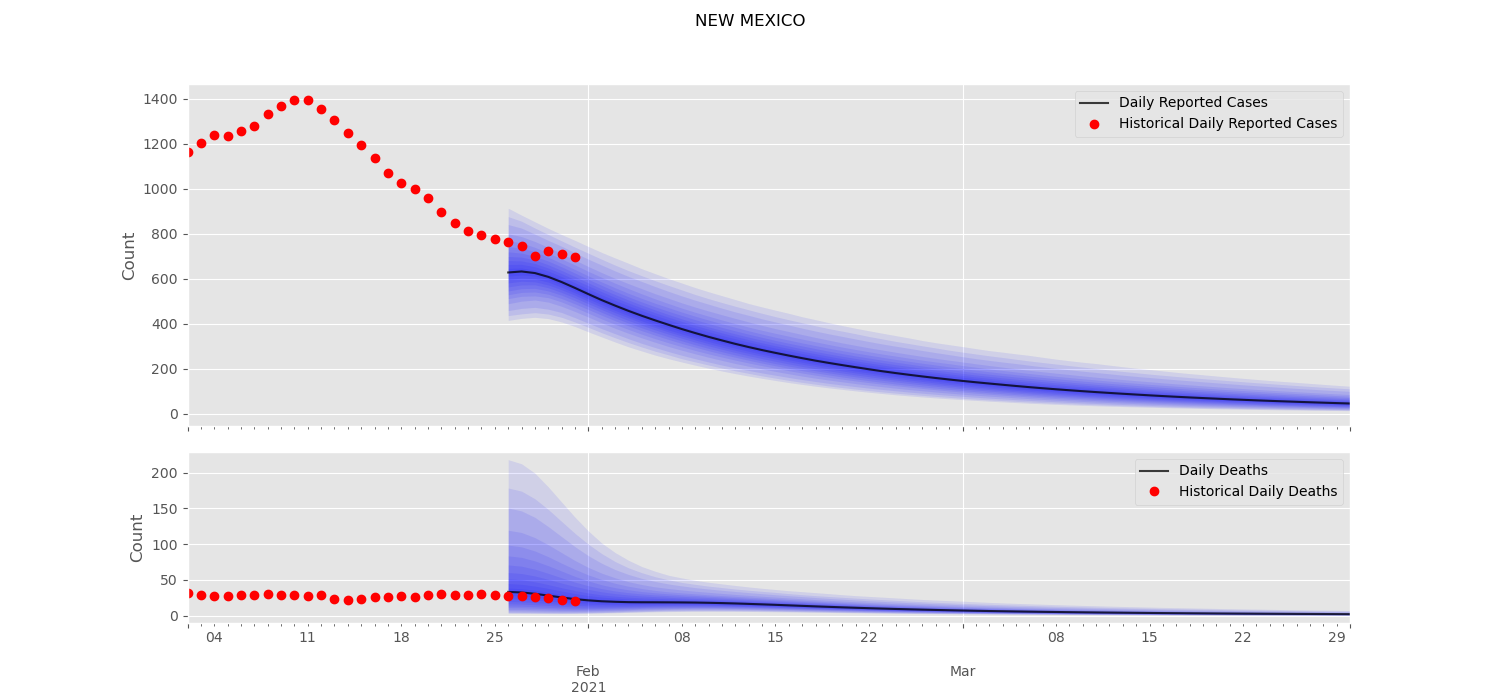 NEW MEXICO
Daily Reported Cases
Historical Daily Reported Cases
Count
1400
1200
1000
800
600
400
200
0
Daily Deaths
Historical Daily Deaths
Count
200
150
100
50
0
04 11 18 25 08 15 22 08 15 22 29
Feb Mar
2021